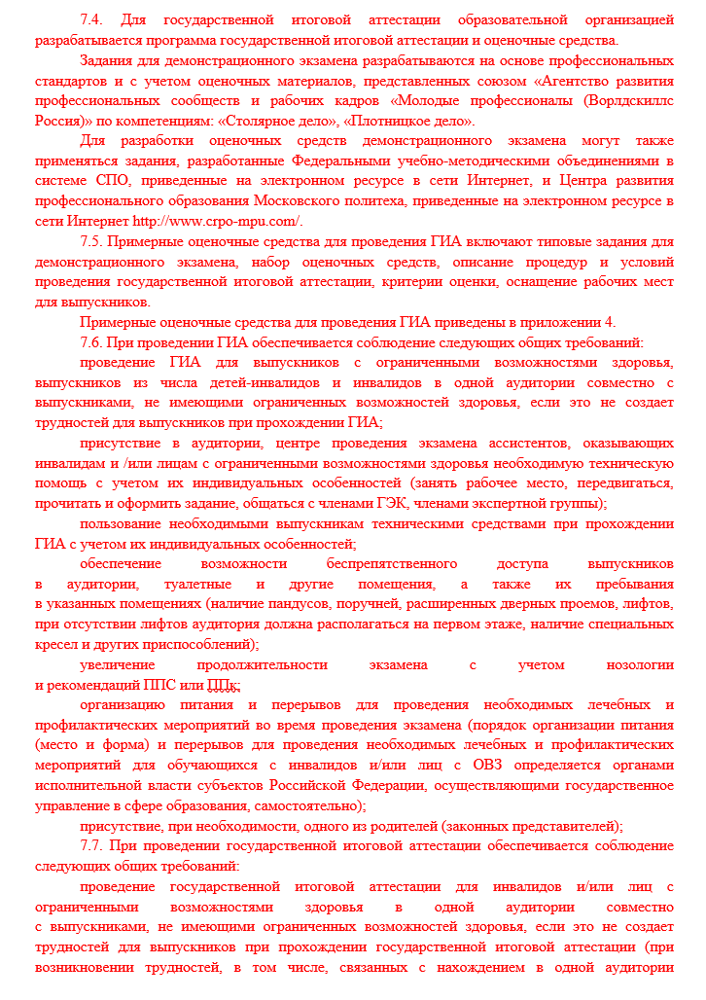 7.4. Для государственной итоговой аттестации образовательной организацией
разрабатывается программа государственной итоговой аттестации и оценочные средства.
Задания для демонстрационного экзамена разрабатываются на основе профессиональных
стандартов и с учетом оценочных материалов, представленных союзом «Агентство развития
профессиональных сообществ и рабочих кадров «Молодые профессионалы (Ворлдскиллс
Россия)» по компетенциям: «Столярное дело», «Плотницкое дело».
Для разработки оценочных средств демонстрационного экзамена могут также
применяться задания, разработанные Федеральными учебно-методическими объединениями в
системе СПО, приведенные на электронном ресурсе в сети Интернет, и Центра развития
профессионального образования Московского политеха, приведенные на электронном ресурсе в
сети Интернет http://www.crpo-mpu.com/.
7.5. Примерные оценочные средства для проведения ГИА включают типовые задания для
демонстрационного экзамена, набор оценочных средств, описание процедур и условий
проведения государственной итоговой аттестации, критерии оценки, оснащение рабочих мест
для выпускников.
Примерные оценочные средства для проведения ГИА приведены в приложении 4.
7.6. При проведении ГИА обеспечивается соблюдение следующих общих требований:
проведение ГИА для выпускников с ограниченными возможностями здоровья,
выпускников из числа детей-инвалидов и инвалидов в одной аудитории совместно с
выпускниками, не имеющими ограниченных возможностей здоровья, если это не создает
трудностей для выпускников при прохождении ГИА;
присутствие в аудитории, центре проведения экзамена ассистентов, оказывающих
инвалидам и /или лицам с ограниченными возможностями здоровья необходимую техническую
помощь с учетом их индивидуальных особенностей (занять рабочее место, передвигаться,
прочитать и оформить задание, общаться с членами ГЭК, членами экспертной группы);
пользование необходимыми выпускникам техническими средствами при прохождении
ГИА с учетом их индивидуальных особенностей;
обеспечение возможности беспрепятственного доступа выпускников
в аудитории, туалетные и другие помещения, а также их пребывания
в указанных помещениях (наличие пандусов, поручней, расширенных дверных проемов, лифтов,
при отсутствии лифтов аудитория должна располагаться на первом этаже, наличие специальных
кресел и других приспособлений);
увеличение продолжительности экзамена с учетом нозологии
и рекомендаций ППС или ППк;
организацию питания и перерывов для проведения необходимых лечебных и
профилактических мероприятий во время проведения экзамена (порядок организации питания
(место и форма) и перерывов для проведения необходимых лечебных и профилактических
мероприятий для обучающихся с инвалидов и/или лиц с ОВЗ определяется органами
исполнительной власти субъектов Российской Федерации, осуществляющими государственное
управление в сфере образования, самостоятельно);
присутствие, при необходимости, одного из родителей (законных представителей);
7.7. При проведении государственной итоговой аттестации обеспечивается соблюдение
следующих общих требований:
проведение государственной итоговой аттестации для инвалидов и/или лиц с
ограниченными возможностями здоровья в одной аудитории совместно
с выпускниками, не имеющими ограниченных возможностей здоровья, если это не создает
трудностей для выпускников при прохождении государственной итоговой аттестации (при
возникновении трудностей, в том числе, связанных с нахождением в одной аудитории